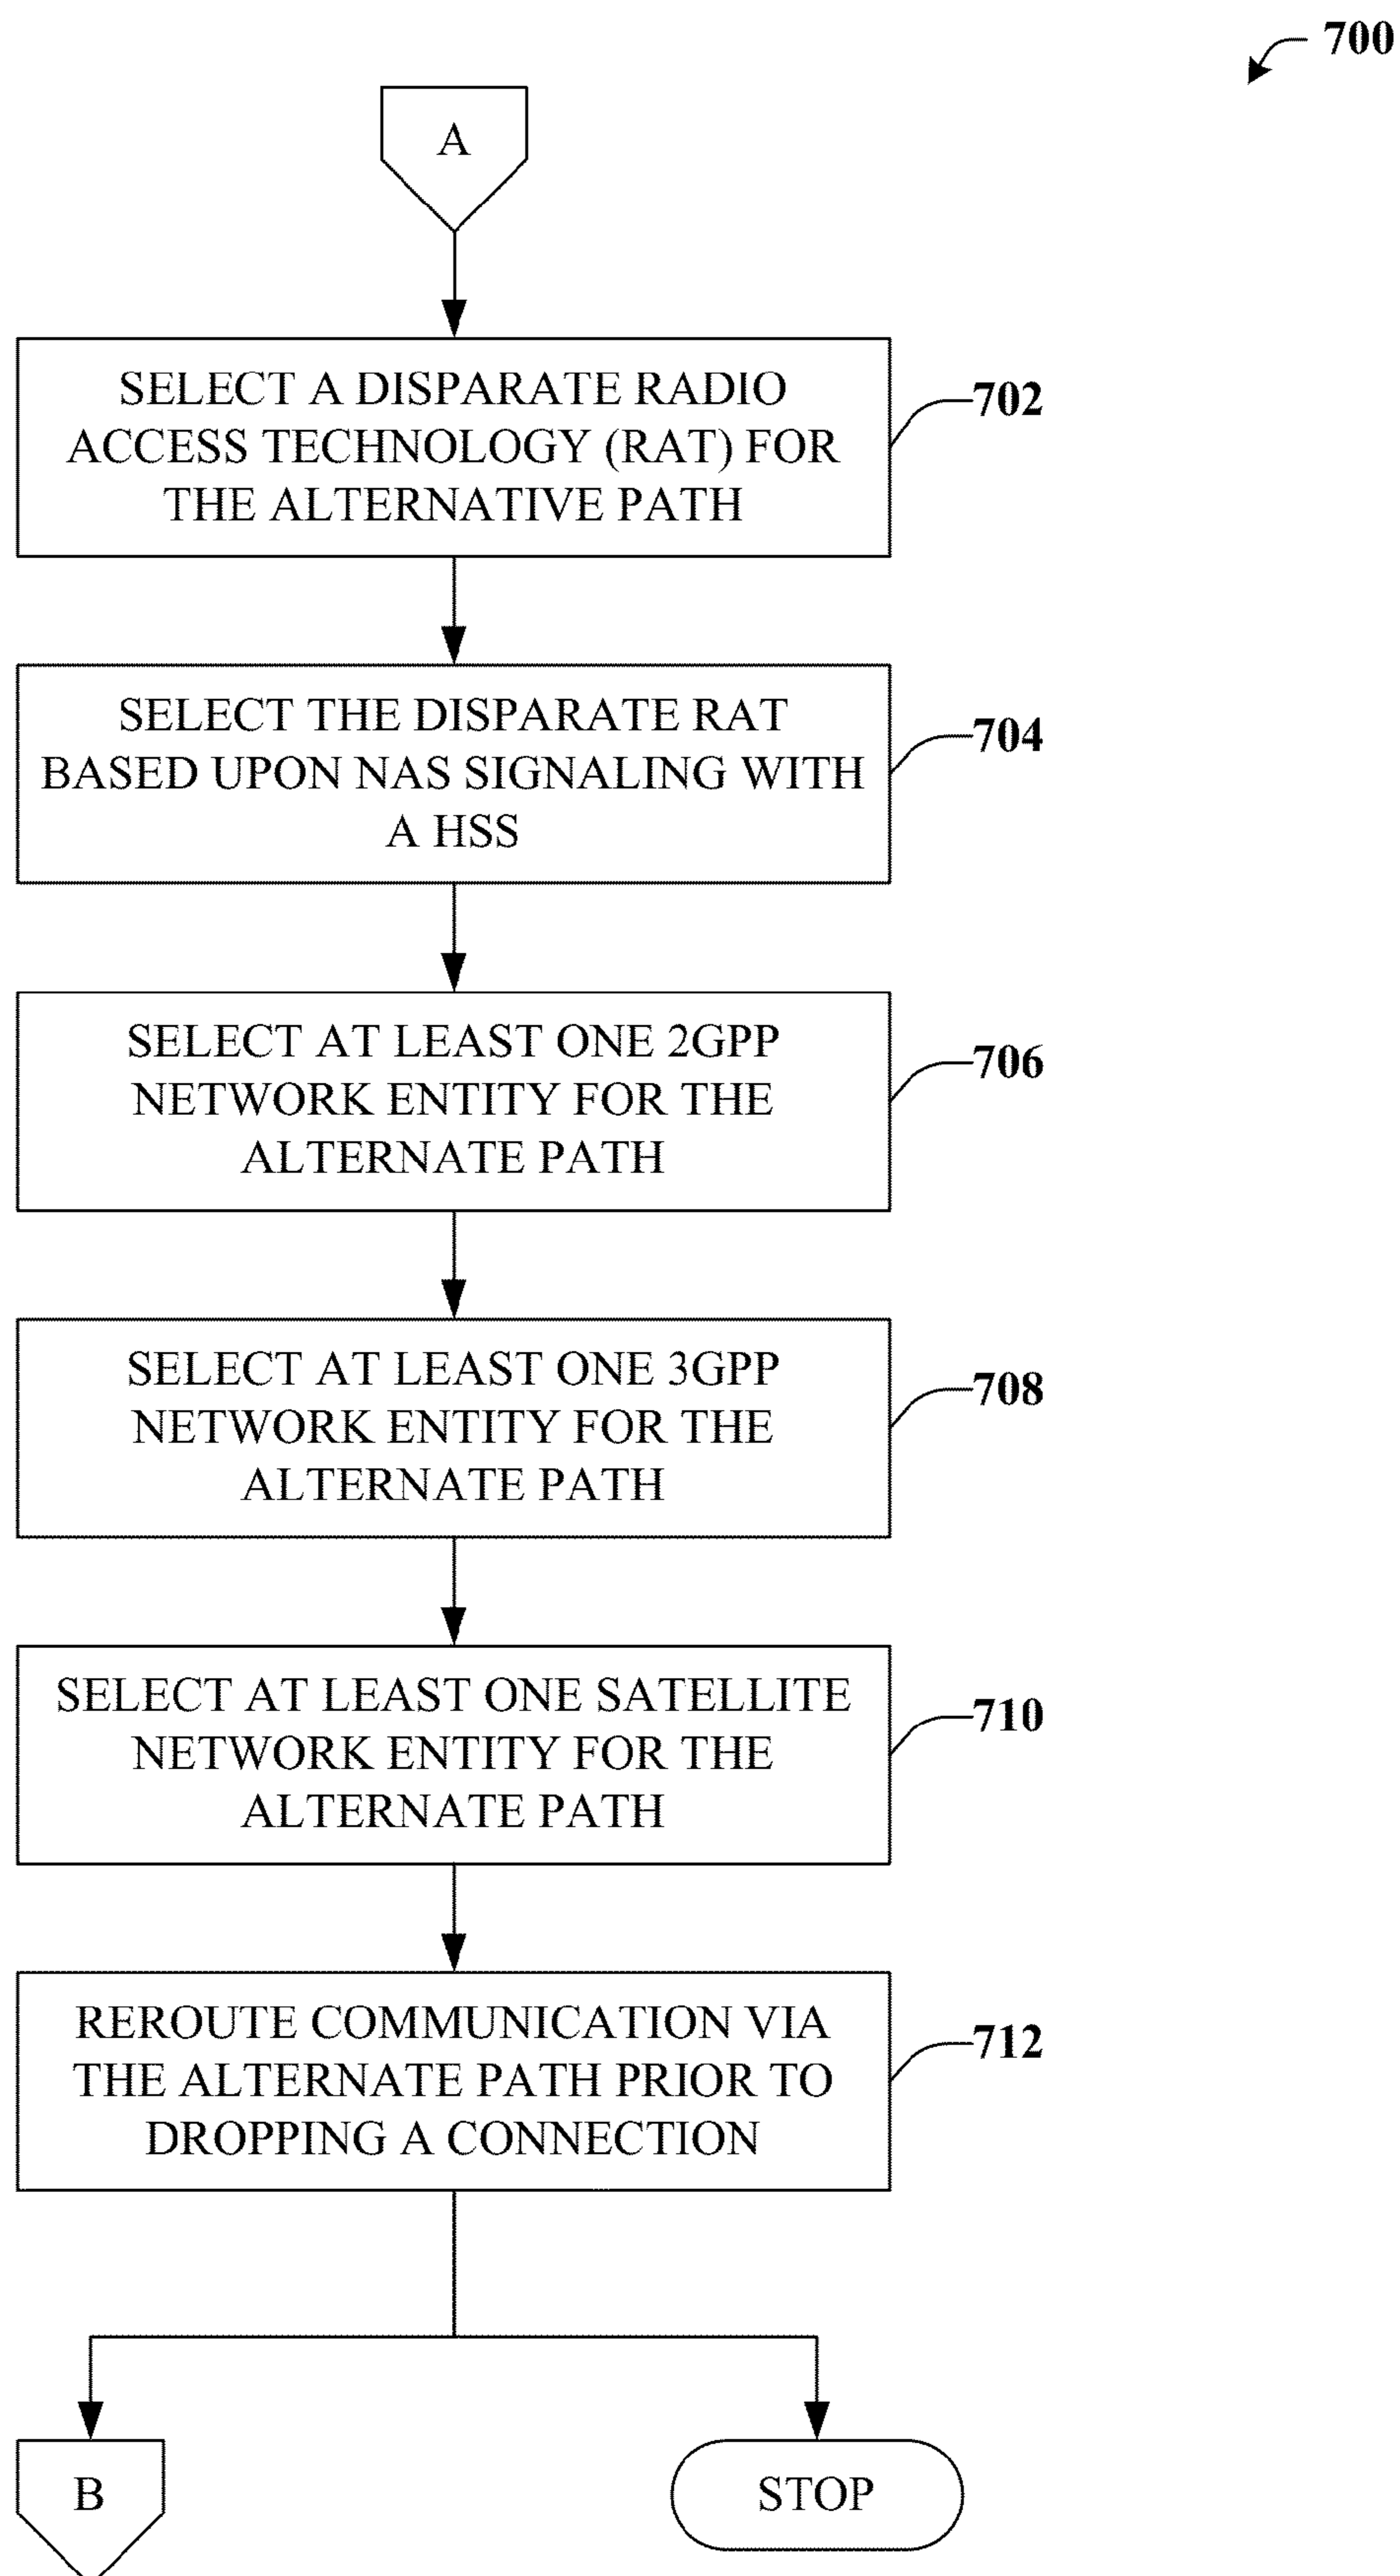 700
A
SELECT A DISPARATE RADIO
ACCESS TECHNOLOGY (RAT) FOR
THE ALTERNATIVE PATH
702
SELECT THE DISPARATE RAT
BASED UPON NAS SIGNALING WITH
A HSS
704
SELECT AT LEAST ONE 2GPP
NETWORK ENTITY FOR THE
ALTERNATE PATH
706
SELECT AT LEAST ONE 3GPP
NETWORK ENTITY FOR THE
ALTERNATE PATH
708
SELECT AT LEAST ONE SATELLITE
NETWORK ENTITY FOR THE
ALTERNATE PATH
710
REROUTE COMMUNICATION VIA
THE ALTERNATE PATH PRIOR TO
DROPPING A CONNECTION
712
B
STOP